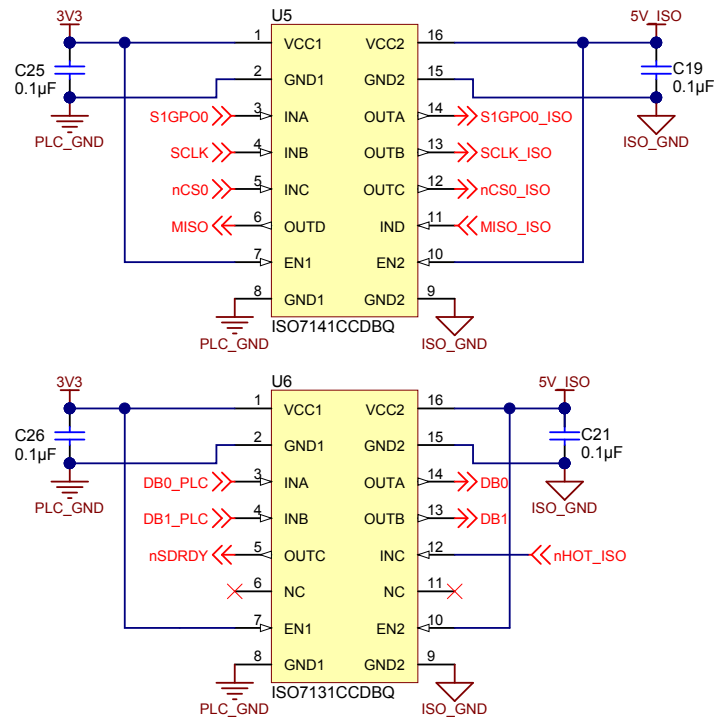 3V3 U5 5V_ISO
1 VCC1 VCC2 16
C25 0.1µF C19 0.1µF
2 GND1 GND2 15
PLC_GND ISO_GND
S1GPO0 3 INA OUTA 14 S1GPO0_ISO
SCLK 4 INB OUTB 13 SCLK_ISO
nCS0 5 INC OUTC 12 nCS0_ISO
MISO 6 OUTD IND 11 MISO_ISO
7 EN1 EN2 10
8 GND1 GND2 9
PLC_GND ISO7141CCDBQ ISO_GND
3V3 U6 5V_ISO
1 VCC1 VCC2 16
C26 0.1µF C21 0.1µF
2 GND1 GND2 15
PLC_GND ISO_GND
DB0_PLC 3 INA OUTA 14 DB0
DB1_PLC 4 INB OUTB 13 DB1
nSDRDY 5 OUTC INC 12 nHOT_ISO
6 NC NC 11
7 EN1 EN2 10
8 GND1 GND2 9
PLC_GND ISO7131CCDBQ ISO_GND